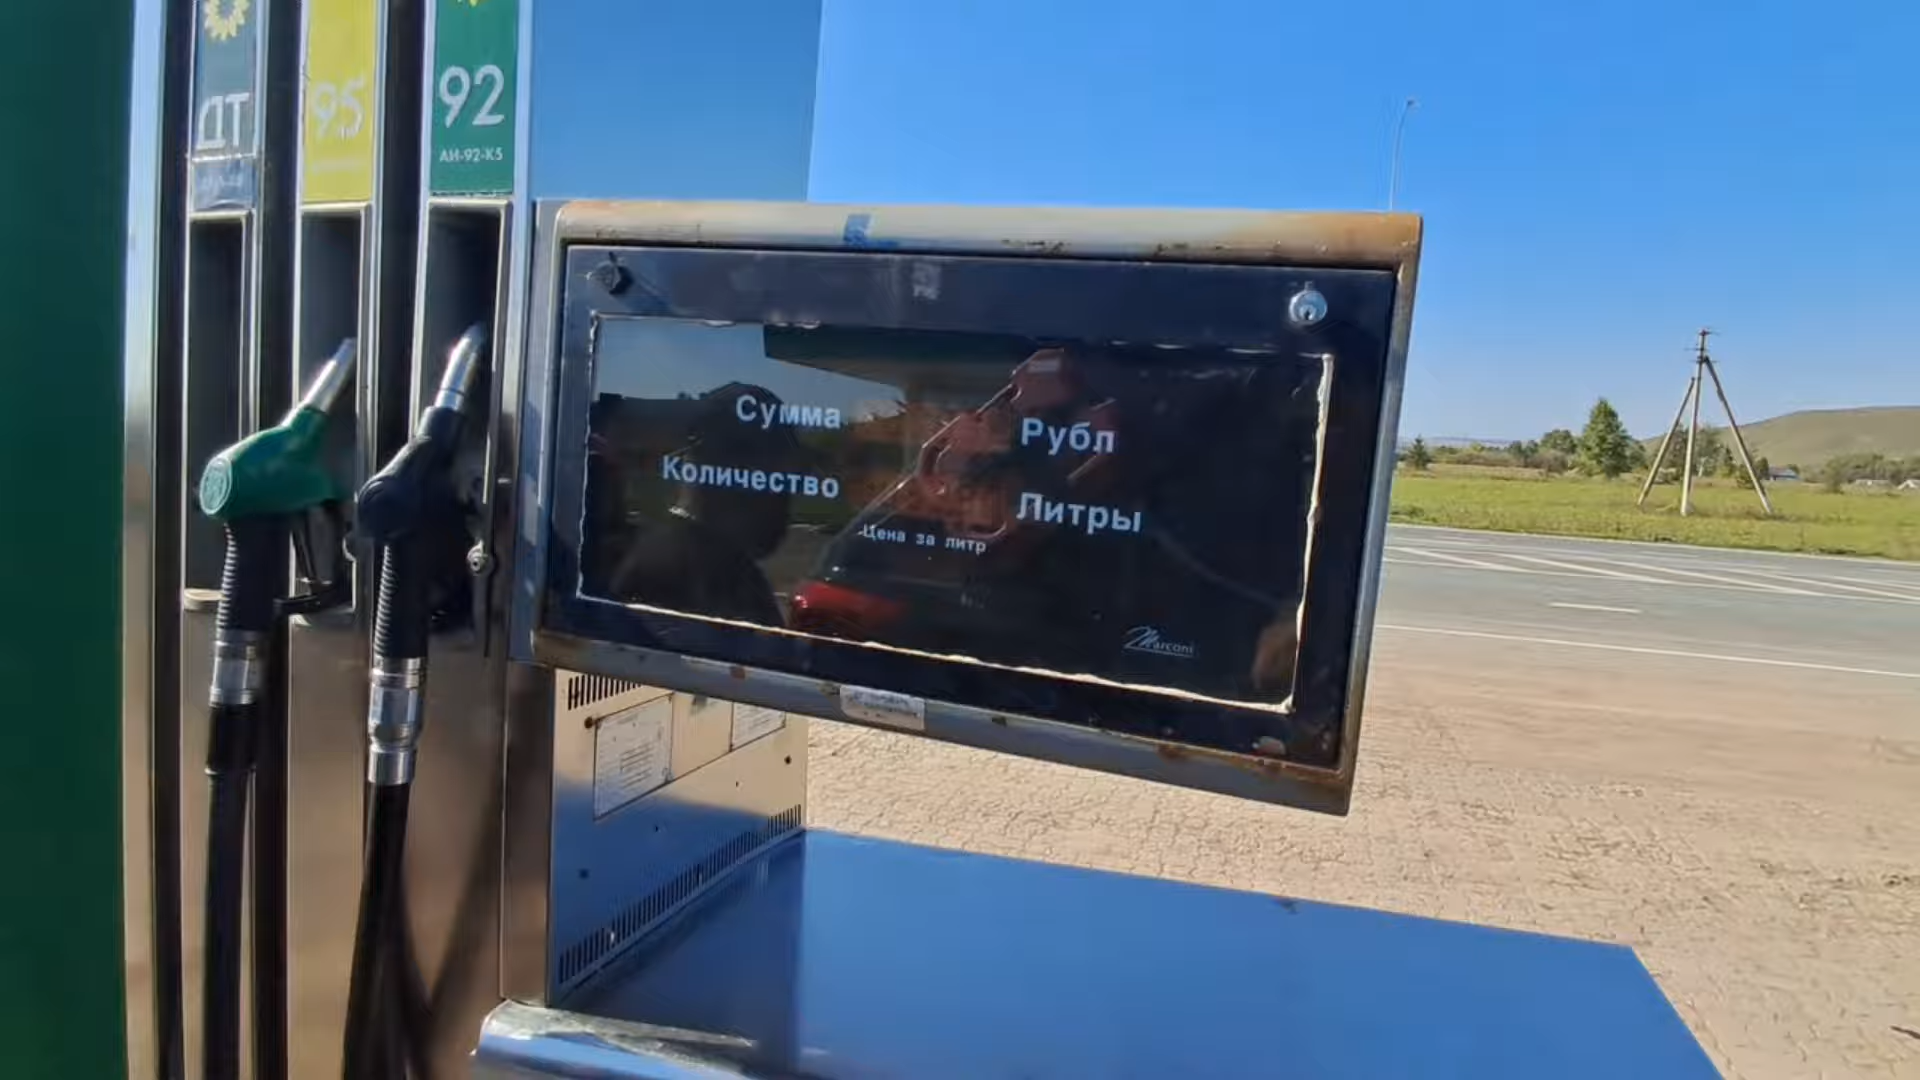 ДТ
95
92
АИ-92-К5
Сумма
Рубл
Количество
Литры
Цена за литр
Marconi